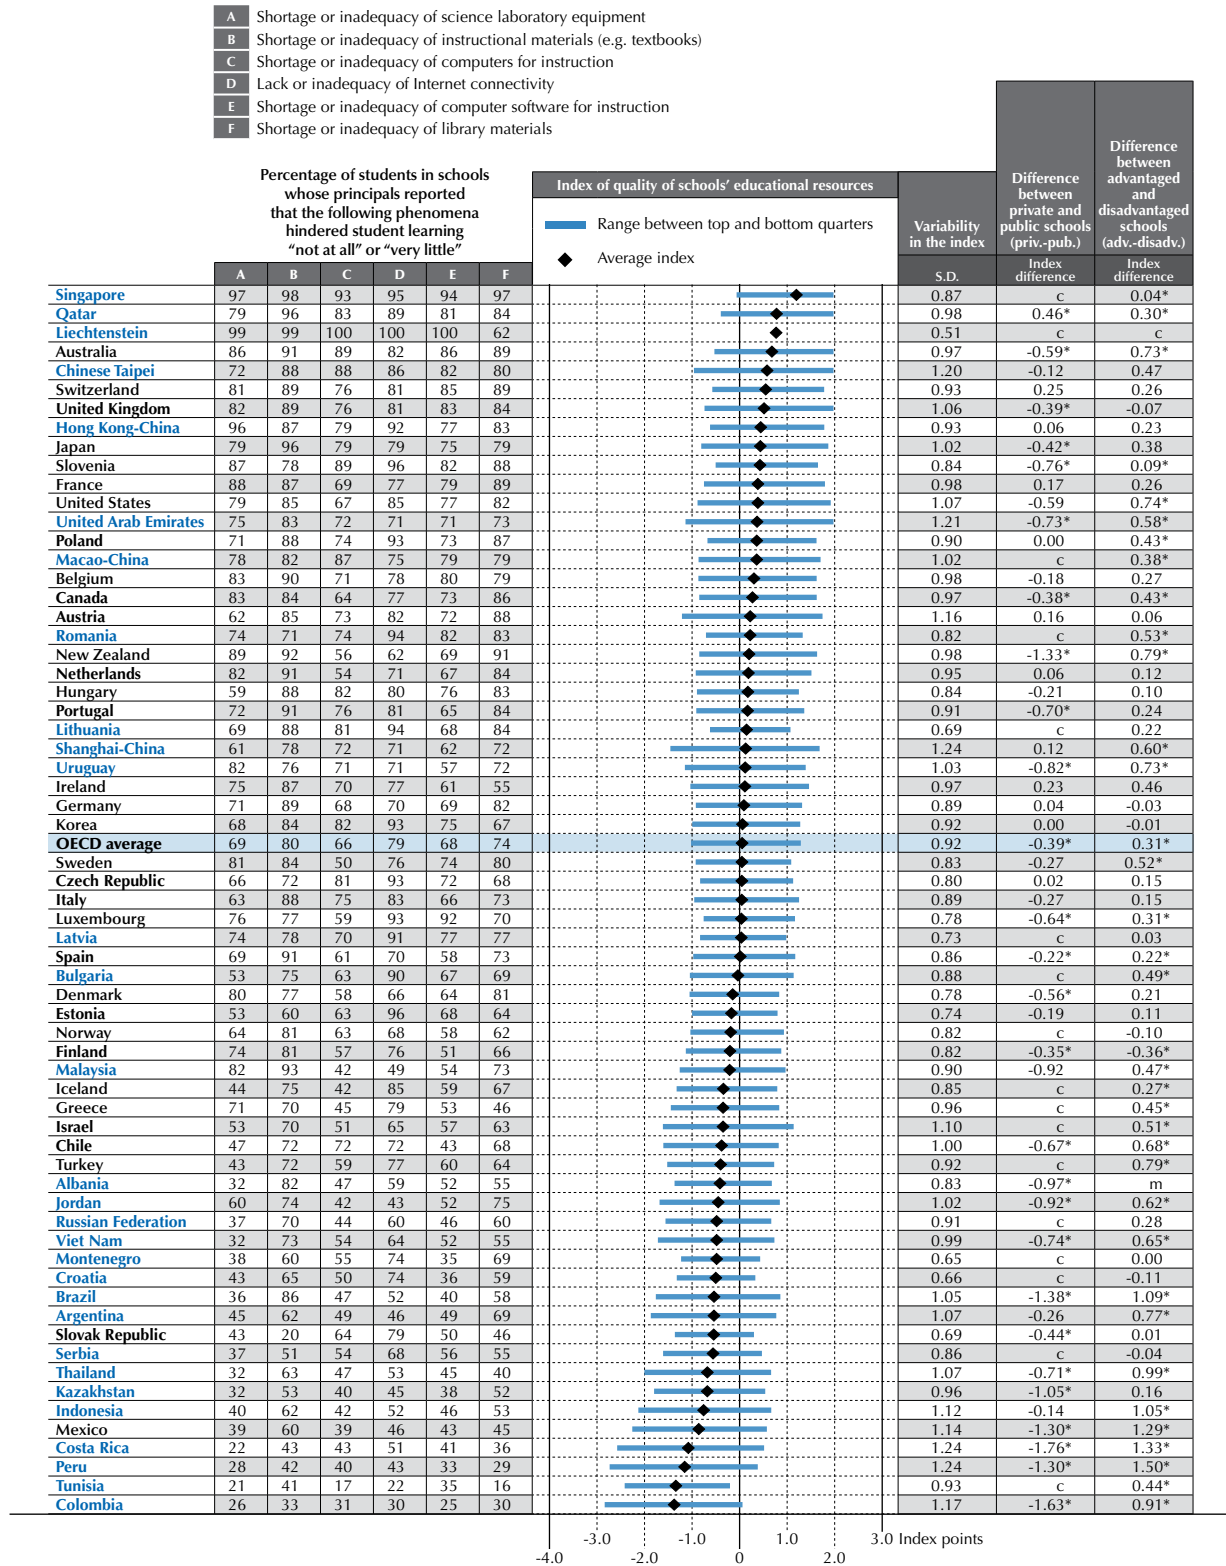 A Shortage or inadequacy of science laboratory equipment
B Shortage or inadequacy of instructional materials (e.g. textbooks)
C Shortage or inadequacy of computers for instruction
D Lack or inadequacy of Internet connectivity
E Shortage or inadequacy of computer software for instruction
F Shortage or inadequacy of library materials
Percentage of students in schools
whose principals reported
that the following phenomena
hindered student learning
“not at all” or “very little”
Index of quality of schools’ educational resources
Range between top and bottom quarters
Average index
Variability
in the index
Difference
between
private and
public schools
(priv.-pub.)
Difference
between
advantaged
and
disadvantaged
schools
(adv.-disadv.)
A B C D E F S.D. Index
difference Index
difference
Singapore 97 98 93 95 94 97 0.87 c 0.04*
Qatar 79 96 83 89 81 84 0.98 0.46* 0.30*
Liechtenstein 99 99 100 100 100 62 0.51 c c
Australia 86 91 89 82 86 89 0.97 -0.59* 0.73*
Chinese Taipei 72 88 88 86 82 80 1.20 -0.12 0.47
Switzerland 81 89 76 81 85 89 0.93 0.25 0.26
United Kingdom 82 89 76 81 83 84 1.06 -0.39* -0.07
Hong Kong-China 96 87 79 92 77 83 0.93 0.06 0.23
Japan 79 96 79 79 75 79 1.02 -0.42* 0.38
Slovenia 87 78 89 96 82 88 0.84 -0.76* 0.09*
France 88 87 69 77 79 89 0.98 0.17 0.26
United States 79 85 67 85 77 82 1.07 -0.59 0.74*
United Arab Emirates 75 83 72 71 71 73 1.21 -0.73* 0.58*
Poland 71 88 74 93 73 87 0.90 0.00 0.43*
Macao-China 78 82 87 75 79 79 1.02 c 0.38*
Belgium 83 90 71 78 80 79 0.98 -0.18 0.27
Canada 83 84 64 77 73 86 0.97 -0.38* 0.43*
Austria 62 85 73 82 72 88 1.16 0.16 0.06
Romania 74 71 74 94 82 83 0.82 c 0.53*
New Zealand 89 92 56 62 69 91 0.98 -1.33* 0.79*
Netherlands 82 91 54 71 67 84 0.95 0.06 0.12
Hungary 59 88 82 80 76 83 0.84 -0.21 0.10
Portugal 72 91 76 81 65 84 0.91 -0.70* 0.24
Lithuania 69 88 81 94 68 84 0.69 c 0.22
Shanghai-China 61 78 72 71 62 72 1.24 0.12 0.60*
Uruguay 82 76 71 71 57 72 1.03 -0.82* 0.73*
Ireland 75 87 70 77 61 55 0.97 0.23 0.46
Germany 71 89 68 70 69 82 0.89 0.04 -0.03
Korea 68 84 82 93 75 67 0.92 0.00 -0.01
OECD average 69 80 66 79 68 74 0.92 -0.39* 0.31*
Sweden 81 84 50 76 74 80 0.83 -0.27 0.52*
Czech Republic 66 72 81 93 72 68 0.80 0.02 0.15
Italy 63 88 75 83 66 73 0.89 -0.27 0.15
Luxembourg 76 77 59 93 92 70 0.78 -0.64* 0.31*
Latvia 74 78 70 91 77 77 0.73 c 0.03
Spain 69 91 61 70 58 73 0.86 -0.22* 0.22*
Bulgaria 53 75 63 90 67 69 0.88 c 0.49*
Denmark 80 77 58 66 64 81 0.78 -0.56* 0.21
Estonia 53 60 63 96 68 64 0.74 -0.19 0.11
Norway 64 81 63 68 58 62 0.82 c -0.10
Finland 74 81 57 76 51 66 0.82 -0.35* -0.36*
Malaysia 82 93 42 49 54 73 0.90 -0.92 0.47*
Iceland 44 75 42 85 59 67 0.85 c 0.27*
Greece 71 70 45 79 53 46 0.96 c 0.45*
Israel 53 70 51 65 57 63 1.10 c 0.51*
Chile 47 72 72 72 43 68 1.00 -0.67* 0.68*
Turkey 43 72 59 77 60 64 0.92 c 0.79*
Albania 32 82 47 59 52 55 0.83 -0.97* m
Jordan 60 74 42 43 52 75 1.02 -0.92* 0.62*
Russian Federation 37 70 44 60 46 60 0.91 c 0.28
Viet Nam 32 73 54 64 52 55 0.99 -0.74* 0.65*
Montenegro 38 60 55 74 35 69 0.65 c 0.00
Croatia 43 65 50 74 36 59 0.66 c -0.11
Brazil 36 86 47 52 40 58 1.05 -1.38* 1.09*
Argentina 45 62 49 46 49 69 1.07 -0.26 0.77*
Slovak Republic 43 20 64 79 50 46 0.69 -0.44* 0.01
Serbia 37 51 54 68 56 55 0.86 c -0.04
Thailand 32 63 47 53 45 40 1.07 -0.71* 0.99*
Kazakhstan 32 53 40 45 38 52 0.96 -1.05* 0.16
Indonesia 40 62 42 52 46 53 1.12 -0.14 1.05*
Mexico 39 60 39 46 43 45 1.14 -1.30* 1.29*
Costa Rica 22 43 43 51 41 36 1.24 -1.76* 1.33*
Peru 28 42 40 43 33 29 1.24 -1.30* 1.50*
Tunisia 21 41 17 22 35 16 0.93 c 0.44*
Colombia 26 33 31 30 25 30 1.17 -1.63* 0.91*
-3.0 -1.0 1.0 3.0 Index points
-4.0 -2.0 0 2.0